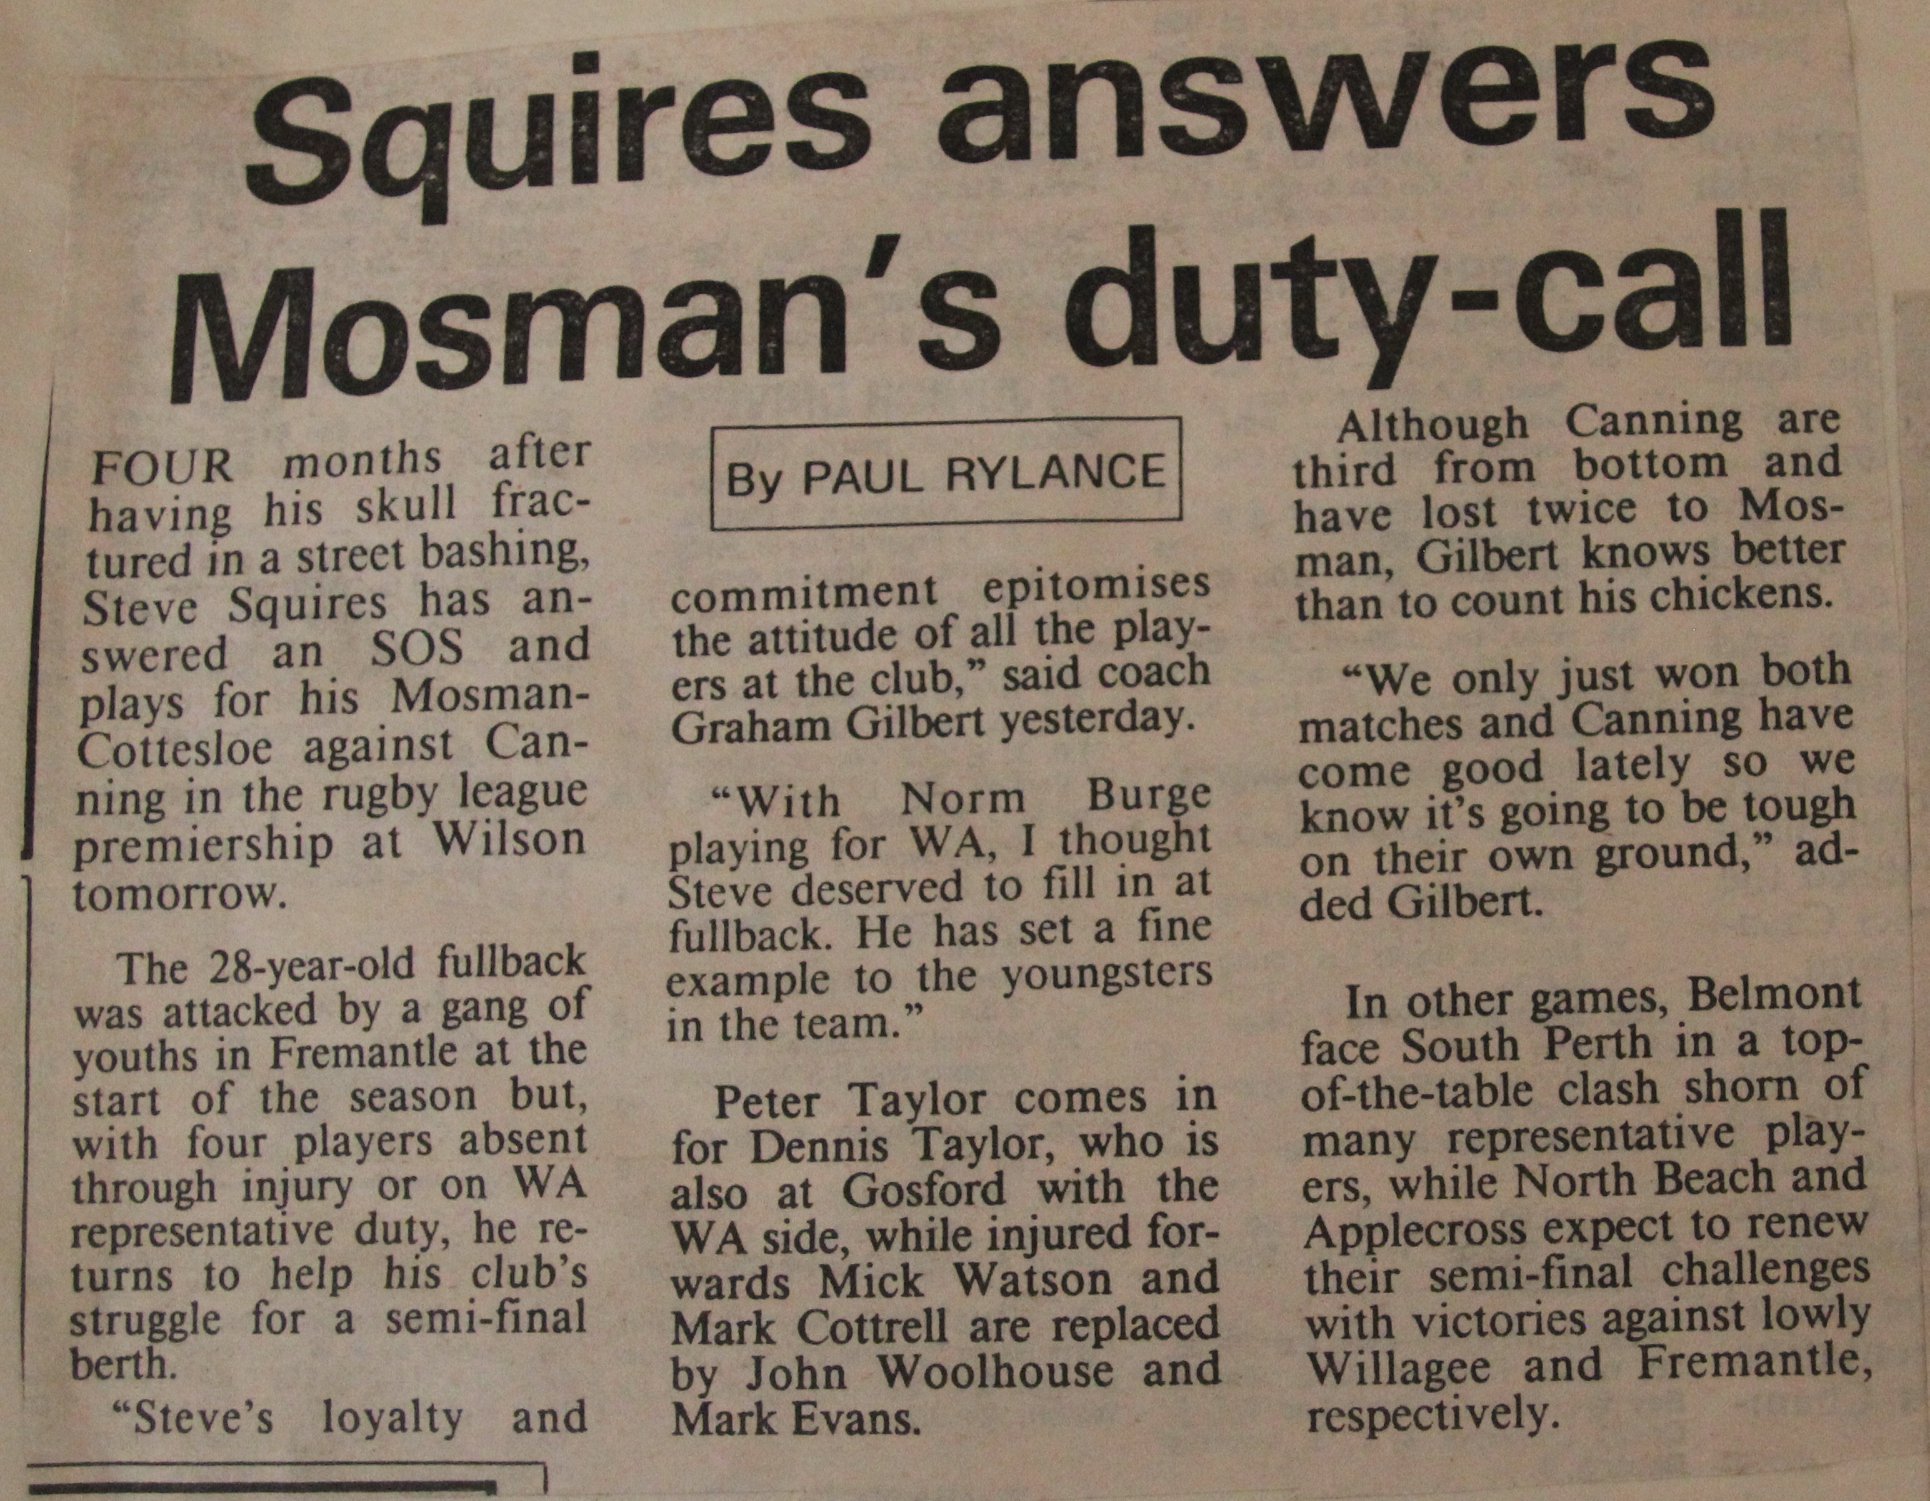 Squires answers
Mosman's duty-call
FOUR months after
having his skull frac-
tured in a street bashing,
Steve Squires has an-
swered an SOS and
plays for his Mosman-
Cottesloe against Can-
ning in the rugby league
premiership at Wilson
tomorrow.
The 28-year-old fullback
was attacked by a gang of
youths in Fremantle at the
start of the season but,
with four players absent
through injury or on WA
representative duty, he re-
turns to help his club's
struggle for a semi-final
berth.
“Steve's loyalty and
By PAUL RYLANCE
commitment epitomises
the attitude of all the play-
ers at the club,” said coach
Graham Gilbert yesterday.
“With Norm Burge
playing for WA, I thought
Steve deserved to fill in at
fullback. He has set a fine
example to the youngsters
in the team.”
Peter Taylor comes in
for Dennis Taylor, who is
also at Gosford with the
WA side, while injured for-
wards Mick Watson and
Mark Cottrell are replaced
by John Woolhouse and
Mark Evans.
Although Canning are
third from bottom and
have lost twice to Mos-
man, Gilbert knows better
than to count his chickens.
“We only just won both
matches and Canning have
come good lately so we
know it's going to be tough
on their own ground,” ad-
ded Gilbert.
In other games, Belmont
face South Perth in a top-
of-the-table clash shorn of
many representative play-
ers, while North Beach and
Applecross expect to renew
their semi-final challenges
with victories against lowly
Willagee and Fremantle,
respectively.